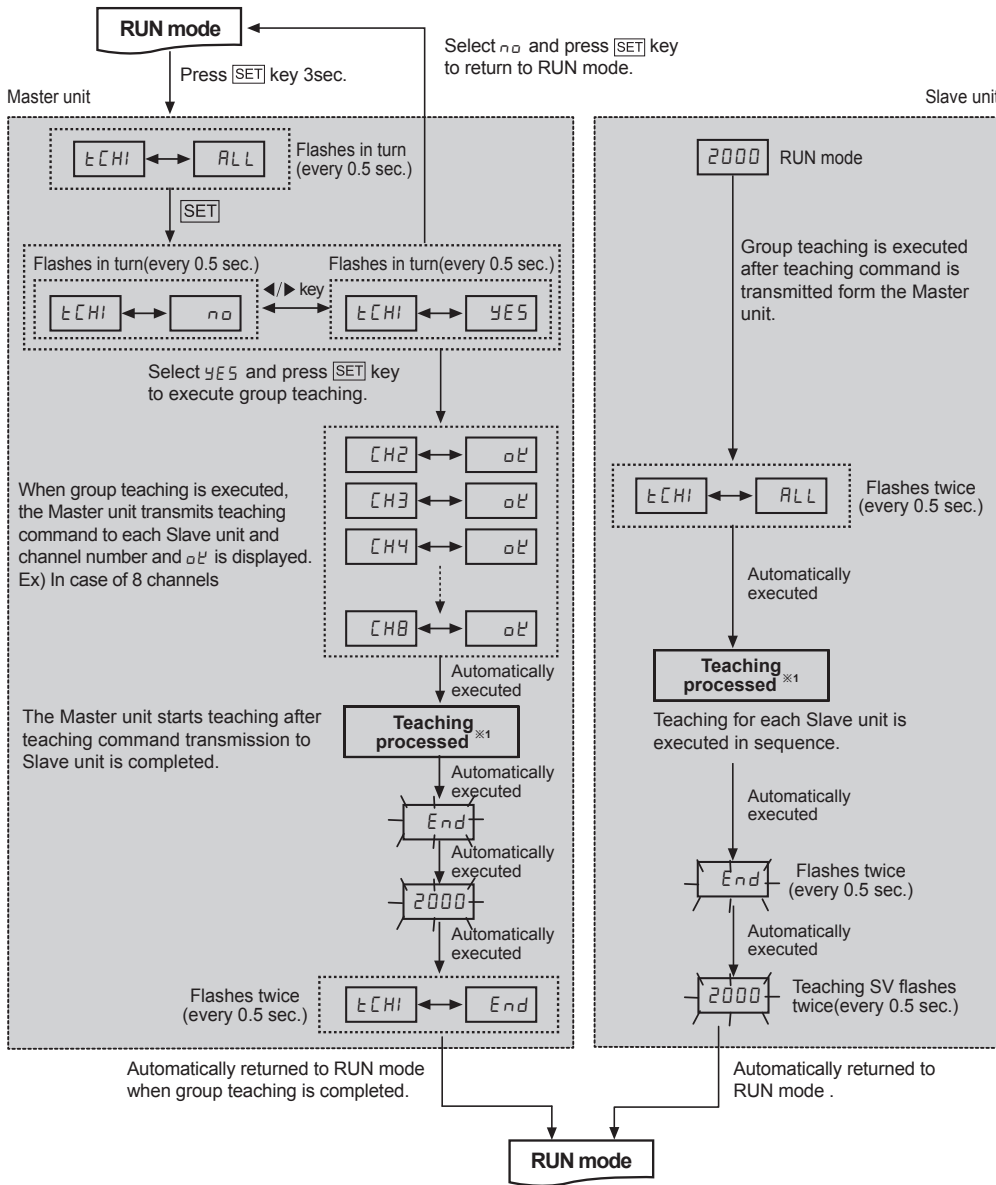 RUN mode
Select no and press SET key
to return to RUN mode.
Press SET key 3sec.
Master unit
tCH1
ALL
Flashes in turn
(every 0.5 sec.)
SET
Flashes in turn(every 0.5 sec.)
Flashes in turn(every 0.5 sec.)
tCH1
no
◀/▶ key
tCH1
YES
Select YES and press SET key
to execute group teaching.
When group teaching is executed,
the Master unit transmits teaching
command to each Slave unit and
channel number and oK is displayed.
Ex) In case of 8 channels
CH2
oK
CH3
oK
CH4
oK
CH8
oK
Automatically
executed
The Master unit starts teaching after
teaching command transmission to
Slave unit is completed.
Teaching
processed ※1
Automatically
executed
End
Automatically
executed
2000
Automatically
executed
Flashes twice
(every 0.5 sec.)
tCH1
End
Automatically returned to RUN mode
when group teaching is completed.
Slave unit
2000
RUN mode
Group teaching is executed
after teaching command is
transmitted form the Master
unit.
tCH1
ALL
Flashes twice
(every 0.5 sec.)
Automatically
executed
Teaching
processed ※1
Teaching for each Slave unit is
executed in sequence.
Automatically
executed
End
Flashes twice
(every 0.5 sec.)
Automatically
executed
2000
Teaching SV flashes
twice(every 0.5 sec.)
Automatically returned to
RUN mode .
RUN mode